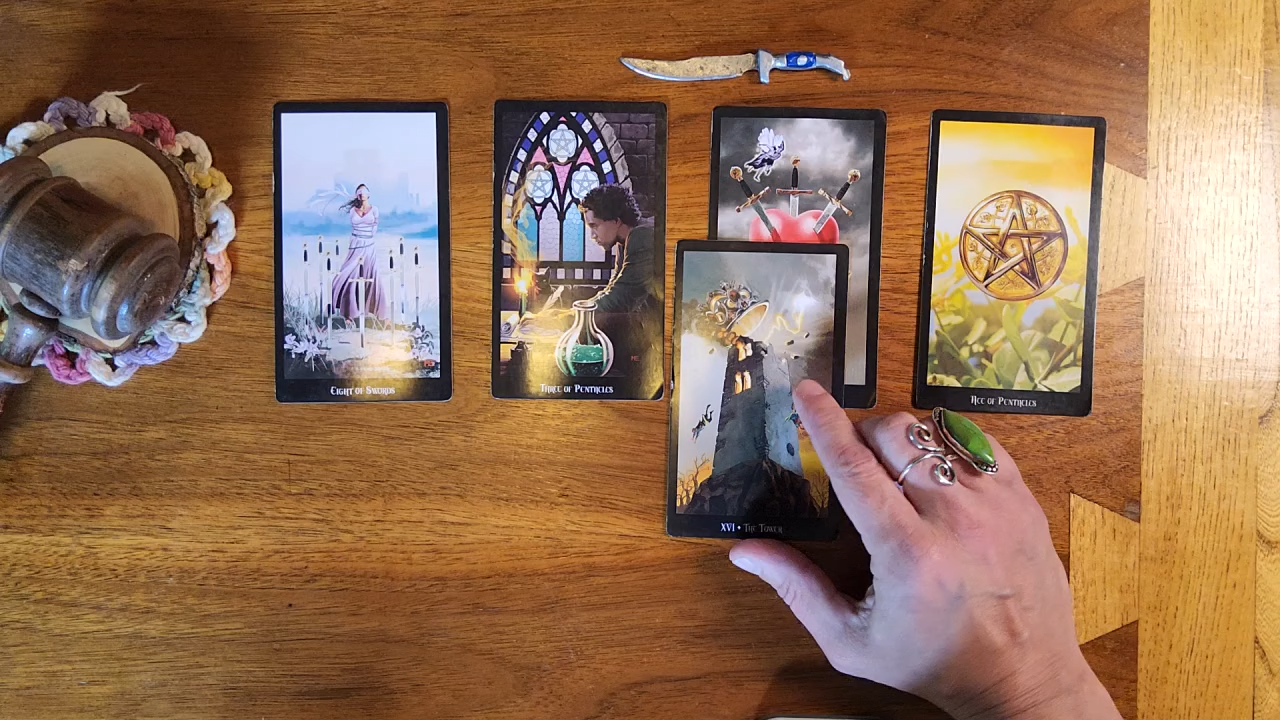 EIGHT OF SWORDS
THREE OF PENTACLES
ACE OF PENTACLES
XVI • THE TOWER